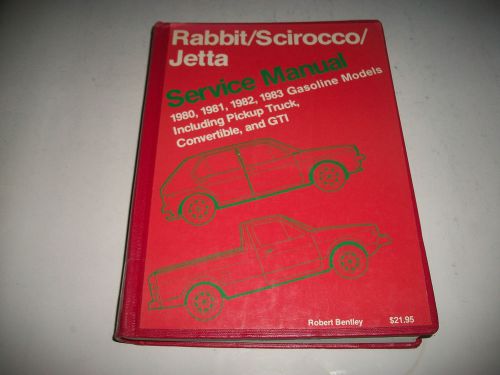 Rabbit/Scirocco/
Jetta
Service Manual
1980, 1981, 1982, 1983 Gasoline Models
Including Pickup Truck,
Convertible, and GTI
Robert Bentley
$21.95